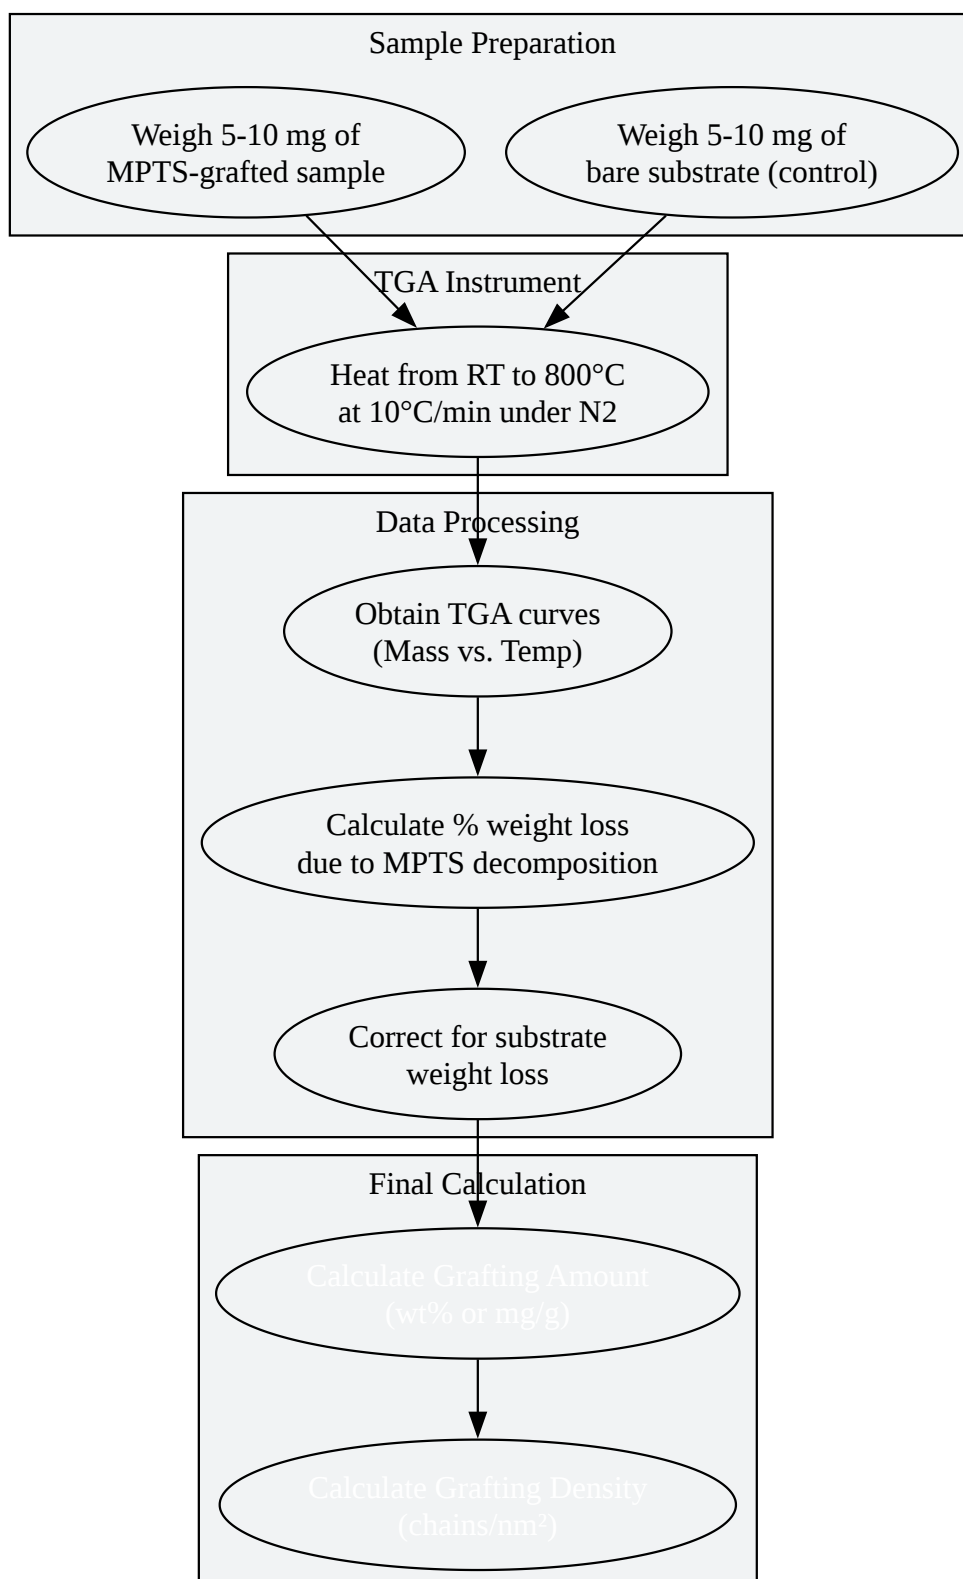 Sample Preparation
Weigh 5-10 mg of
MPTS-grafted sample
Weigh 5-10 mg of
bare substrate (control)
TGA Instrument
Heat from RT to 800°C
at 10°C/min under N2
Data Processing
Obtain TGA curves
(Mass vs. Temp)
Calculate % weight loss
due to MPTS decomposition
Correct for substrate
weight loss
Final Calculation
Calculate Grafting Amount
(wt% or mg/g)
Calculate Grafting Density
(chains/nm²)